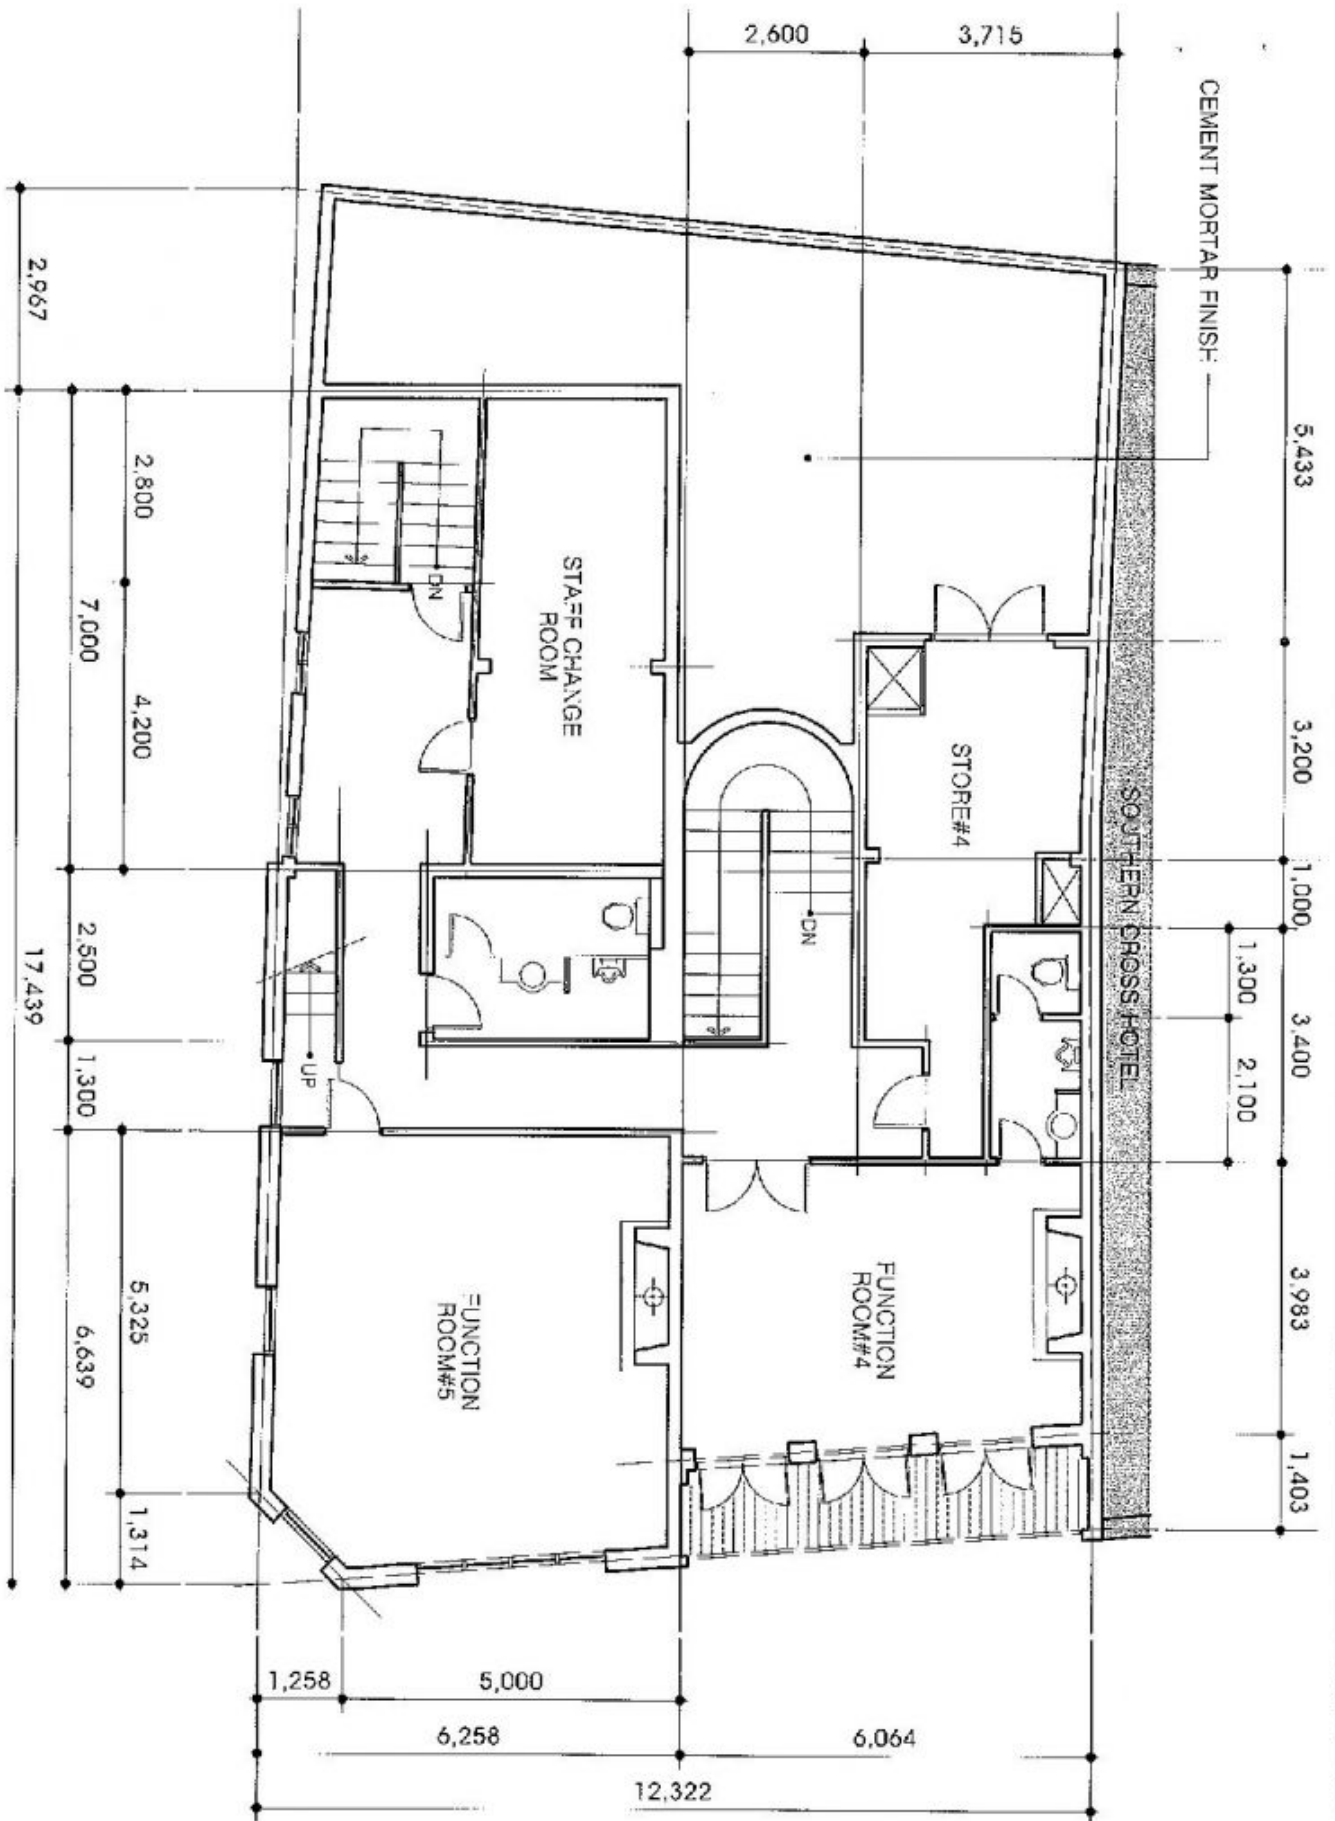 2,600
3,715
CEMENT MORTAR FINISH
5,433
3,200
1,000
3,400
1,300
2,100
3,983
1,403
SOUTHERN CROSS HOTEL
2,967
17,439
7,000
2,500
1,300
6,639
2,800
4,200
5,325
1,314
STAFF CHANGE
ROOM
DN
STORE#4
DN
UP
FUNCTION
ROOM#4
FUNCTION
ROOM#5
1,258
5,000
6,258
6,064
12,322